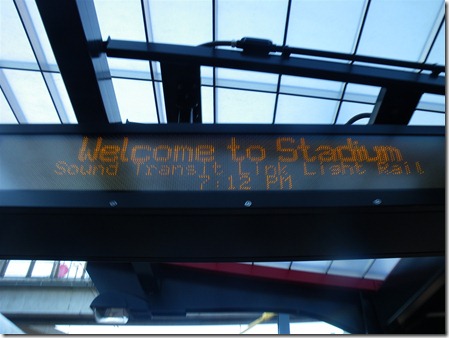 Welcome to Stadium
Sound Transit Link Light Rail
7:12 PM